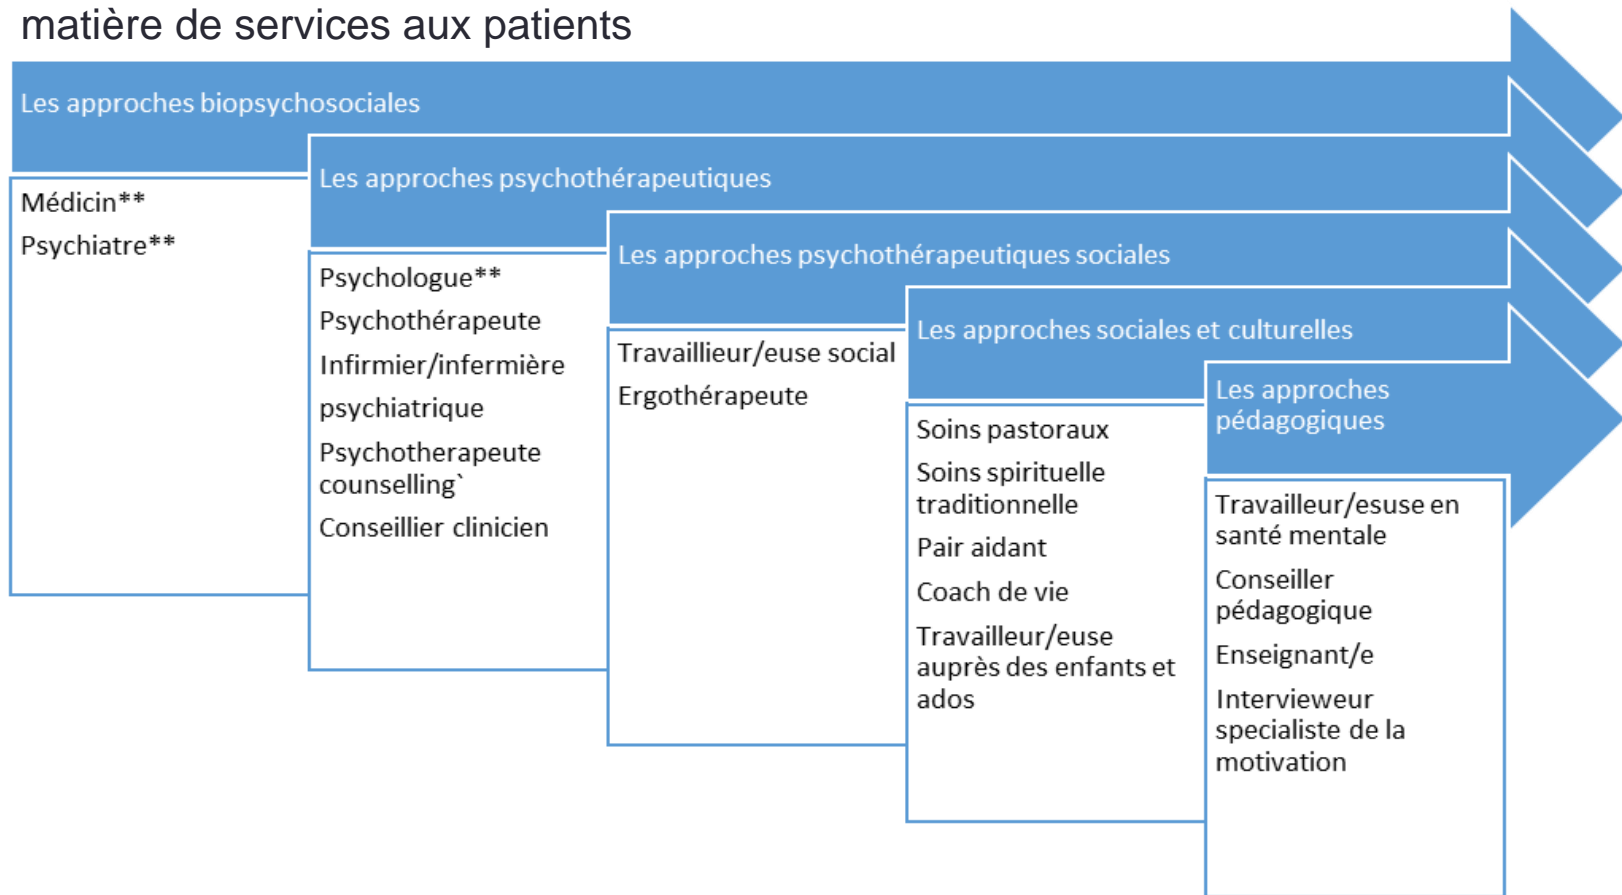 matière de services aux patients
Les approches biopsychosociales
Médicin**
Psychiatre**
Les approches psychothérapeutiques
Psychologue**
Psychothérapeute
Infirmier/infermière
psychiatrique
Psychotherapeute
counselling`
Conseillier clinicien
Les approches psychothérapeutiques sociales
Travaillieur/euse social
Ergothérapeute
Les approches sociales et culturelles
Soins pastoraux
Soins spirituelle
traditionnelle
Pair aidant
Coach de vie
Travailleur/euse
auprès des enfants et
ados
Les approches
pédagogiques
Travailleur/esuse en
santé mentale
Conseiller
pédagogique
Enseignant/e
Intervieweur
specialiste de la
motivation